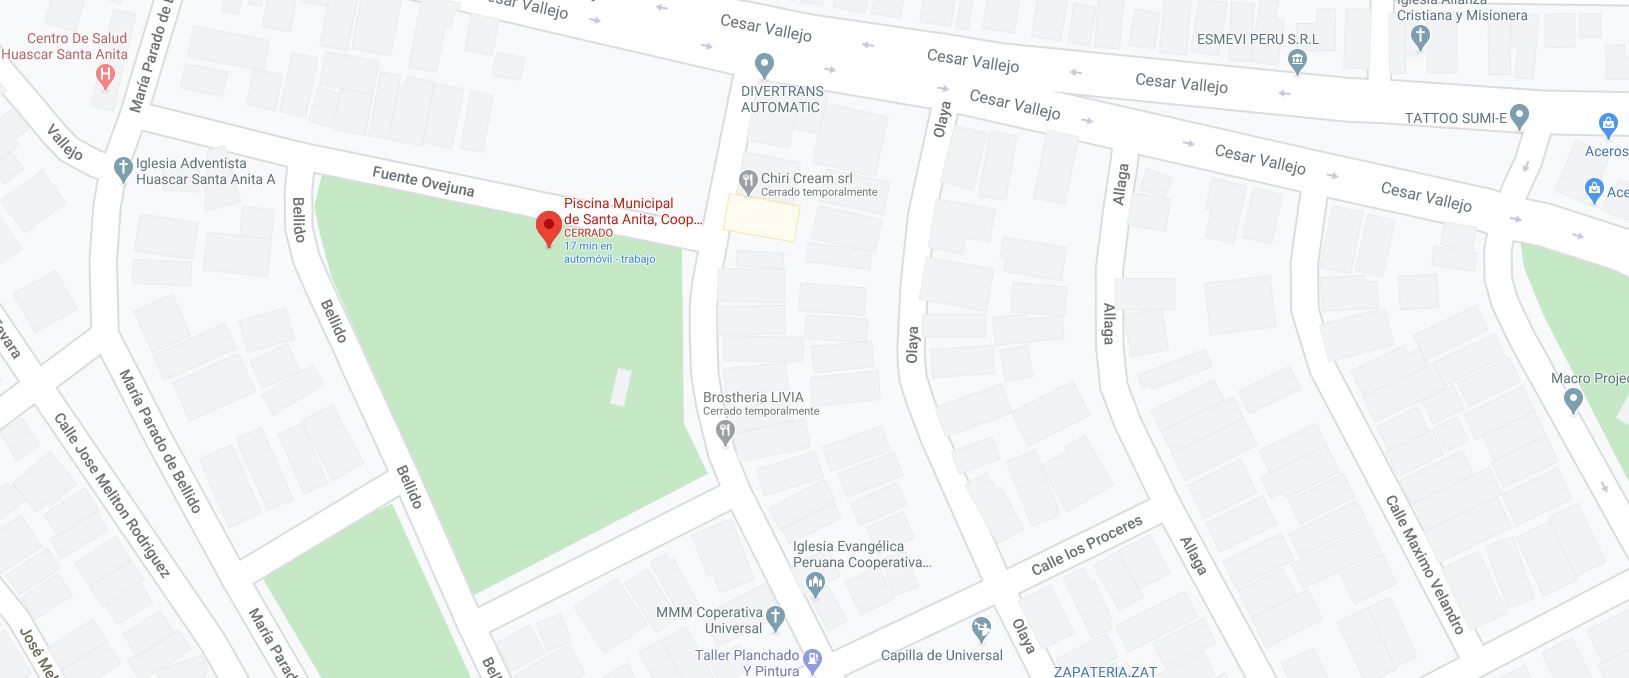 Cesar Vallejo
Cesar Vallejo
Cesar Vallejo
Cesar Vallejo
Cesar Vallejo
Cesar Vallejo
Cesar Vallejo
Iglesia Alianza
Cristiana y Misionera
ESMEVI PERU S.R.L
Centro De Salud
Huascar Santa Anita
H
María Parado de B
DIVERTRANS
AUTOMATIC
TATTOO SUMI-E
Aceros
Ace
Vallejo
Iglesia Adventista
Huascar Santa Anita A
Fuente Ovejuna
Chiri Cream srl
Cerrado temporalmente
Olaya
Allaga
Bellido
Piscina Municipal
de Santa Anita, Coop...
CERRADO
17 min en
automóvil - trabajo
Bellido
Olaya
Allaga
Tavara
María Parado de Bellido
Calle Jose Meliton Rodriguez
Brostheria LIVIA
Cerrado temporalmente
Macro Projec
Bellido
Calle Maximo Velandro
Calle los Proceres
Allaga
Iglesia Evangélica
Peruana Cooperativa...
MMM Coperativa
Universal
Taller Planchado
Y Pintura
Capilla de Universal
Olaya
ZAPATERIA.ZAT
María Parad
José Mel
Bell